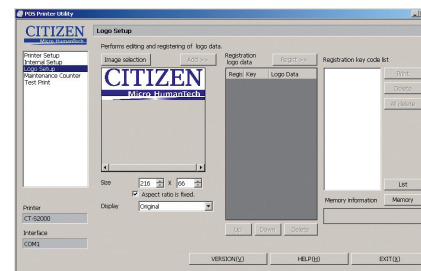 POS Printer Utility
CITIZEN
Micro HumanTech
Printer Setup
Internal Setup
Logo Setup
Maintenance Counter
Test Print
Printer
CT-S2000
Interface
COM1
Logo Setup
Performs editing and registering of logo data.
Image selection
Add >>
CITIZEN
Micro HumanTech
Size 216 X 66
Aspect ratio is fixed.
Display Original
Registration logo data
Regist >>
Regis Key Logo Data
Up Down Delete
Registration key code list
Print
Delete
All delete
List
Memory information
Memory
VERSION(V) HELP(H) EXIT(X)